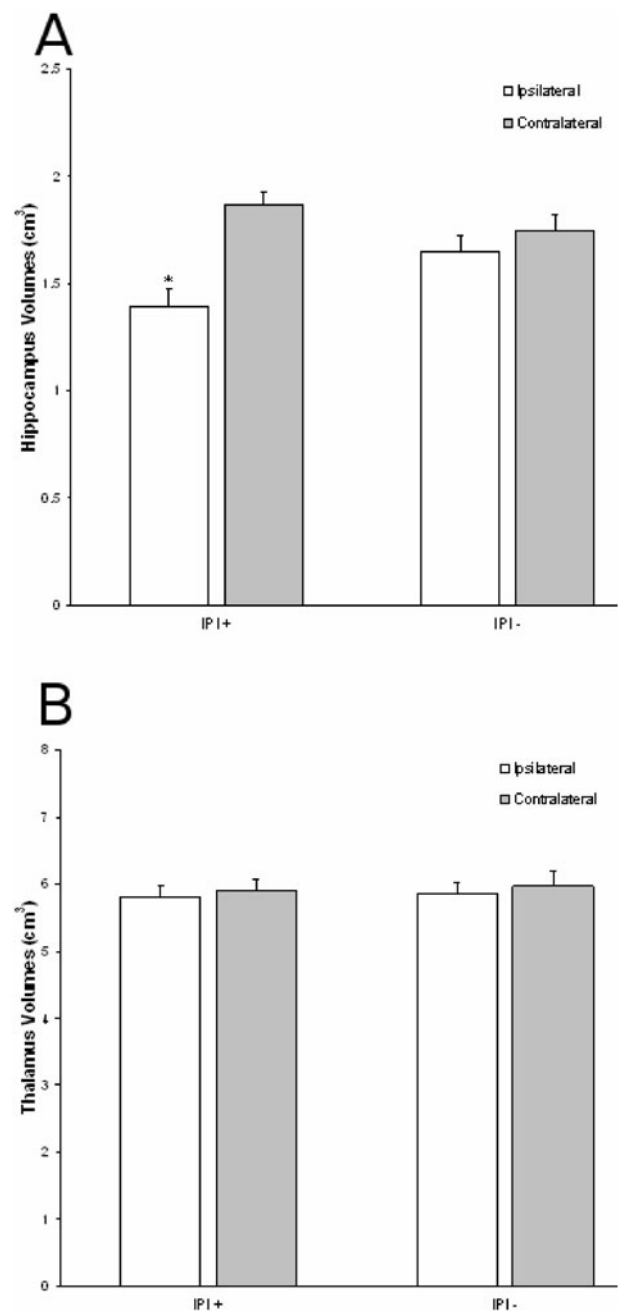 A
2.5
Ipsilateral
Contralateral
2
*
1.5
1
0.5
0
Hippocampus Volumes (cm³)
IPI+
IPI-
B
8
Ipsilateral
Contralateral
7
6
5
4
3
2
1
0
Thalamus Volumes (cm³)
IPI+
IPI-